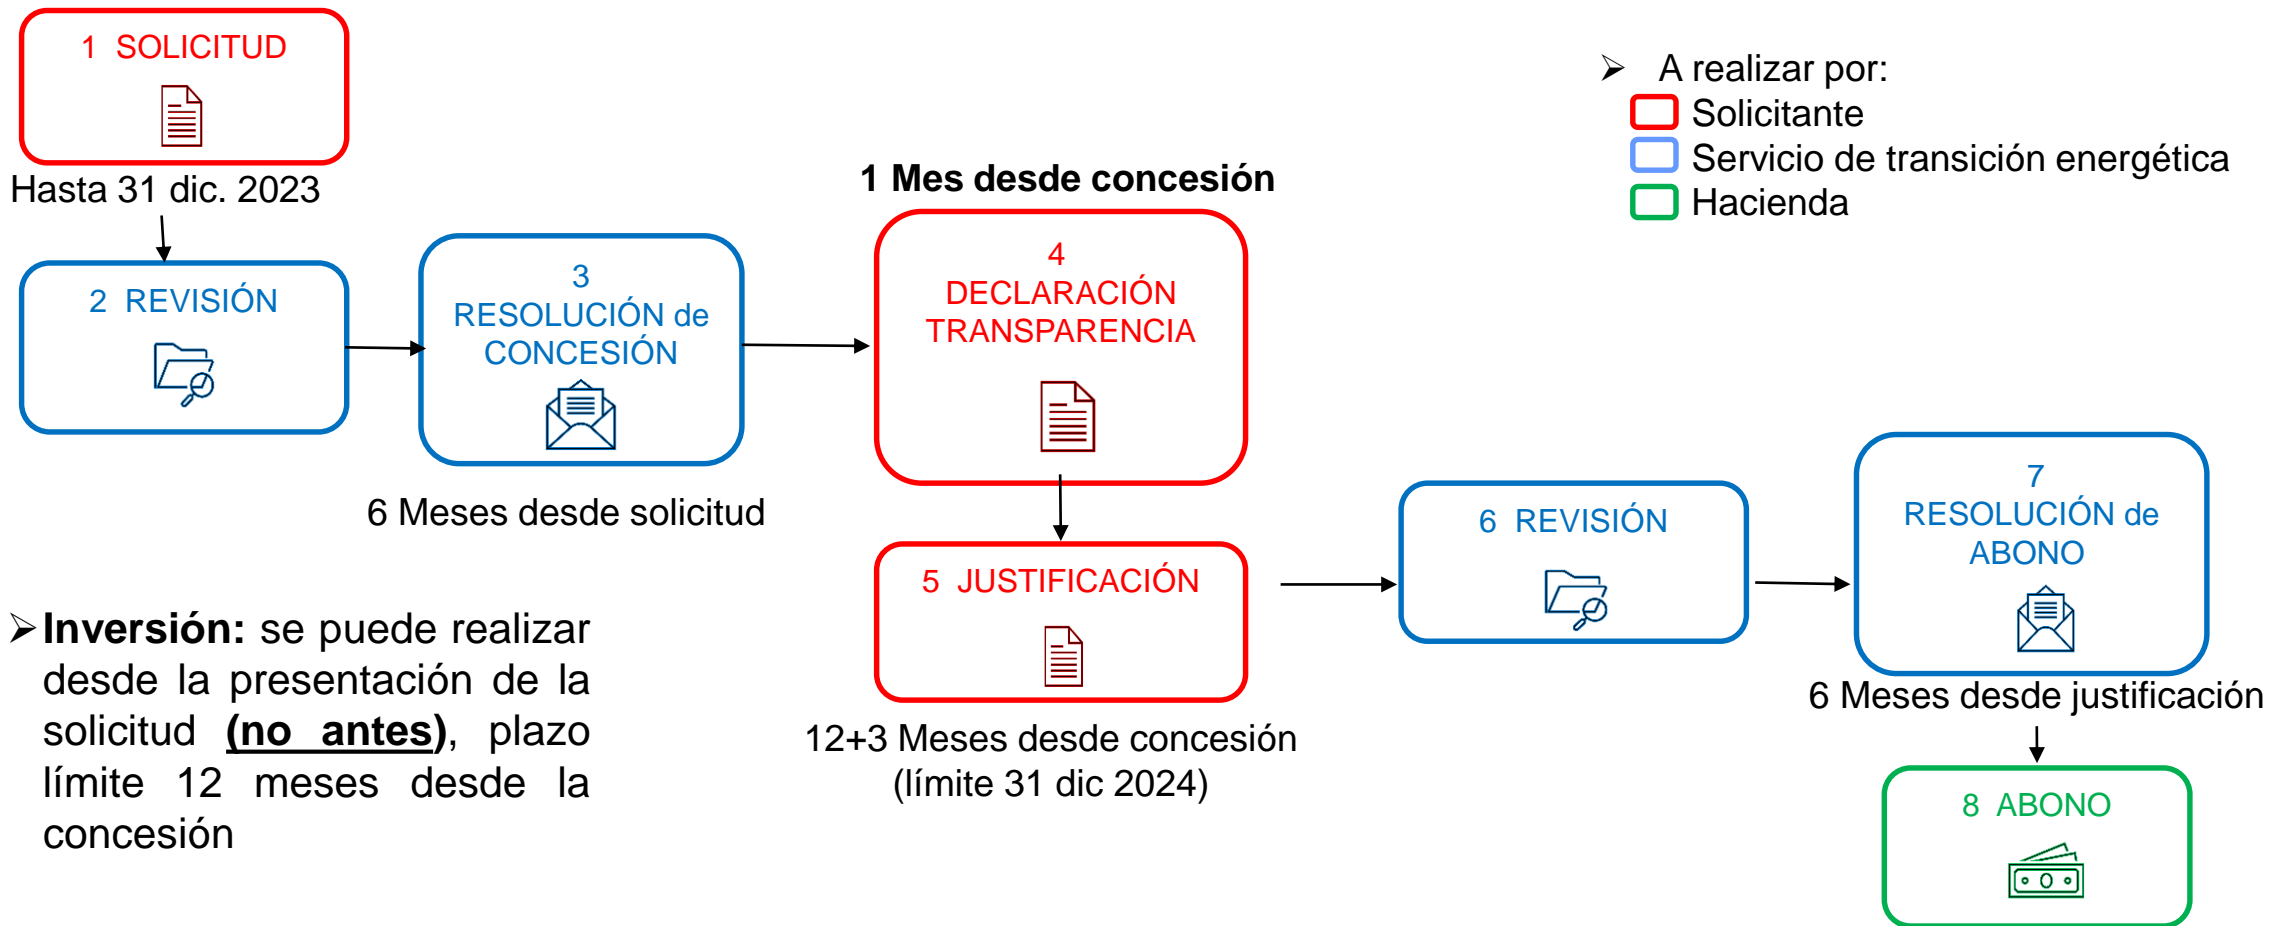 1 SOLICITUD
Hasta 31 dic. 2023
➢ A realizar por:
Solicitante
Servicio de transición energética
Hacienda
2 REVISIÓN
3
RESOLUCIÓN de
CONCESIÓN
6 Meses desde solicitud
1 Mes desde concesión
4
DECLARACIÓN
TRANSPARENCIA
5 JUSTIFICACIÓN
12+3 Meses desde concesión
(límite 31 dic 2024)
6 REVISIÓN
7
RESOLUCIÓN de
ABONO
6 Meses desde justificación
8 ABONO
➢ Inversión: se puede realizar
desde la presentación de la
solicitud (no antes), plazo
límite 12 meses desde la
concesión